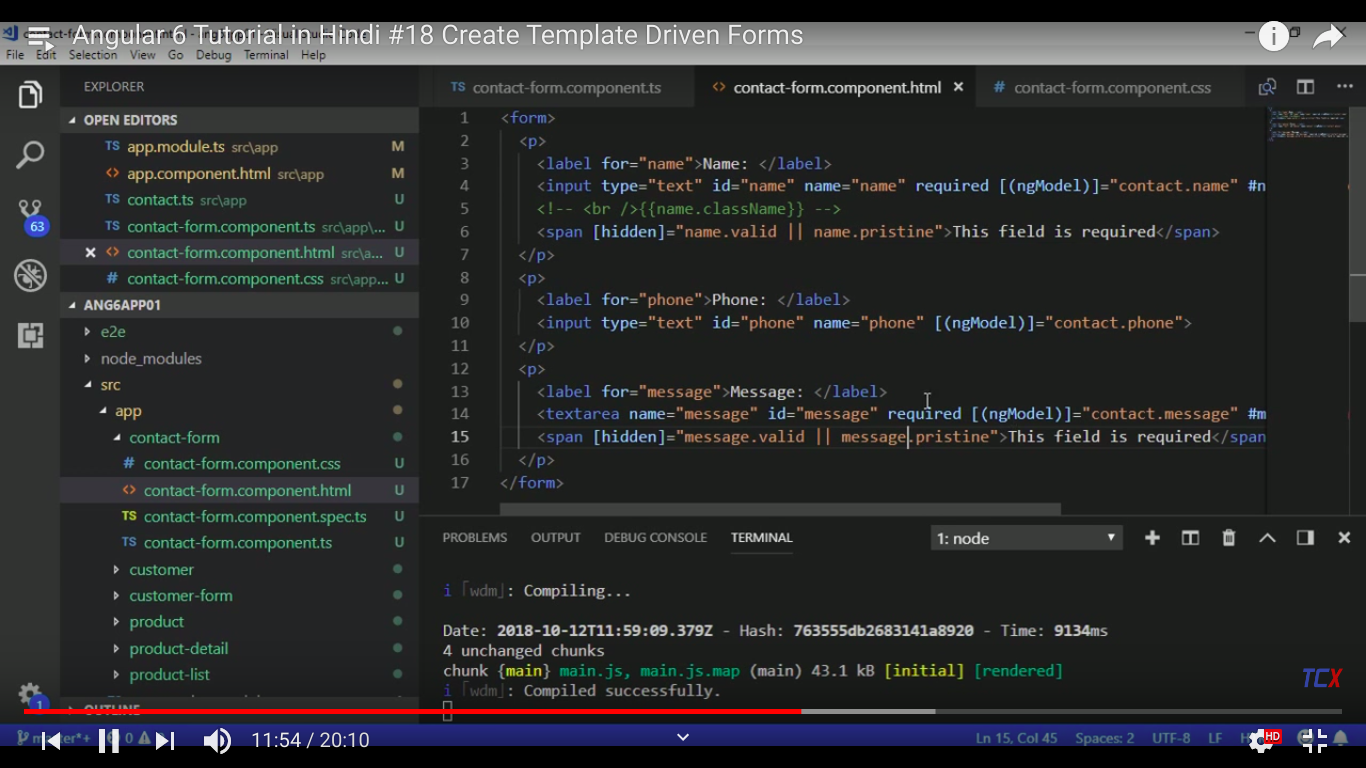 Angular 6 Tutorial in Hindi #18 Create Template Driven Forms
File Edit Selection View Go Debug Terminal Help
EXPLORER
OPEN EDITORS
TS app.module.ts src\app M
<> app.component.html src\app M
TS contact.ts src\app U
TS contact-form.component.ts src\app\... U
<> contact-form.component.html src\a... U
# contact-form.component.css src\app... U
63
ANG6APP01
e2e
node_modules
src
app
contact-form
# contact-form.component.css U
<> contact-form.component.html U
TS contact-form.component.spec.ts U
TS contact-form.component.ts U
customer
customer-form
product
product-detail
product-list
OUTLINE
1
TS contact-form.component.ts <> contact-form.component.html # contact-form.component.css
1 <form>
2 <p>
3 <label for="name">Name: </label>
4 <input type="text" id="name" name="name" required [(ngModel)]="contact.name" #n
5 <!-- <br />{{name.className}} -->
6 <span [hidden]="name.valid || name.pristine">This field is required</span>
7 </p>
8 <p>
9 <label for="phone">Phone: </label>
10 <input type="text" id="phone" name="phone" [(ngModel)]="contact.phone">
11 </p>
12 <p>
13 <label for="message">Message: </label>
14 <textarea name="message" id="message" required [(ngModel)]="contact.message" #m
15 <span [hidden]="message.valid || message.pristine">This field is required</span
16 </p>
17 </form>
PROBLEMS OUTPUT DEBUG CONSOLE TERMINAL 1: node
i ｢wdm｣: Compiling...
Date: 2018-10-12T11:59:09.379Z - Hash: 763555db2683141a8920 - Time: 9134ms
4 unchanged chunks
chunk {main} main.js, main.js.map (main) 43.1 kB [initial] [rendered]
i ｢wdm｣: Compiled successfully.
TCX
11:54 / 20:10
0
Ln 15, Col 45 Spaces: 2 UTF-8 LF
HD